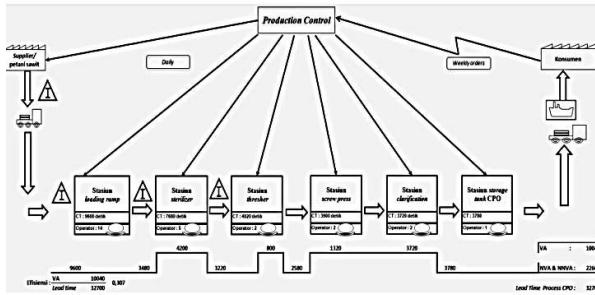 Production Control
Supplier/
petani sawit
Daily
Weekly orders
Konsumen
I
I
I
I
Stasiun
loading ramp
CT : 9600 detik
Operator : 14
Stasiun
sterilizer
CT : 7680 detik
Operator : 5
Stasiun
thresher
CT : 4020 detik
Operator : 2
Stasiun
screw press
CT : 3900 detik
Operator : 2
Stasiun
clarification
CT : 3720 detik
Operator : 2
Stasiun storage
tank CPO
CT : 3780
Operator : 1
4200
800
1120
3720
9600
3480
3220
2580
3780
VA :
NVA & NNVA :
Efisiensi : VA 10040
Lead time 32700
0,307
Lead Time Process CPO :